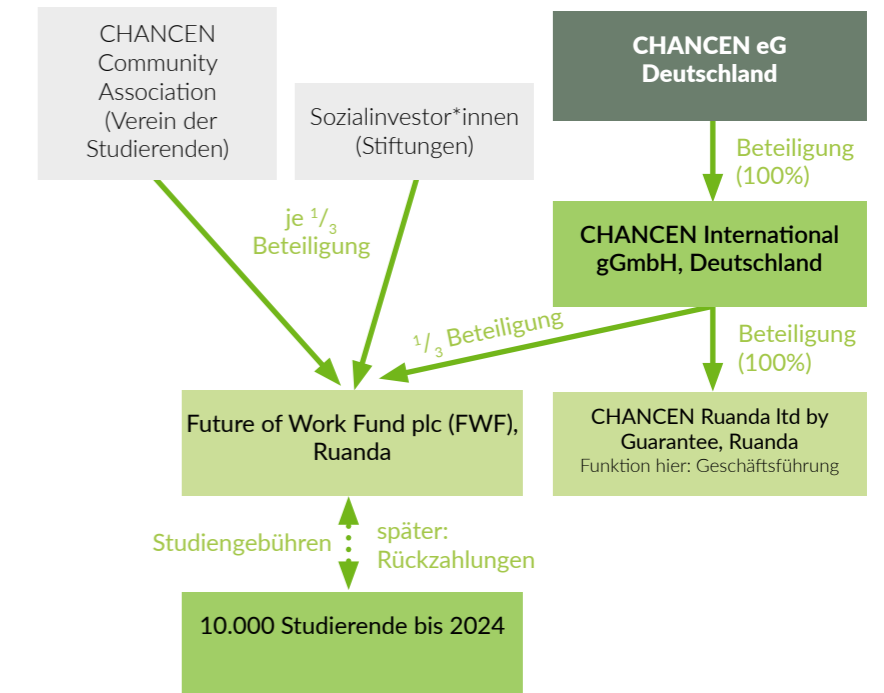 CHANCEN
Community
Association
(Verein der
Studierenden)
Sozialinvestor*innen
(Stiftungen)
CHANCEN eG
Deutschland
Beteiligung
(100%)
je 1/3
Beteiligung
CHANCEN International
gGmbH, Deutschland
1/3 Beteiligung
Beteiligung
(100%)
Future of Work Fund plc (FWF),
Ruanda
CHANCEN Ruanda ltd by
Guarantee, Ruanda
Funktion hier: Geschäftsführung
Studiengebühren
später:
Rückzahlungen
10.000 Studierende bis 2024